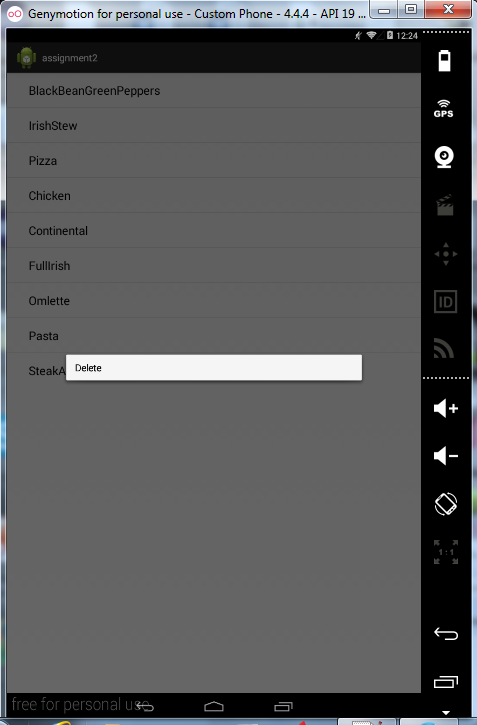 Genymotion for personal use - Custom Phone - 4.4.4 - API 19 ...
12:24
assignment2
BlackBeanGreenPeppers
GPS
IrishStew
Pizza
Chicken
Continental
FullIrish
Omlette
ID
Pasta
SteakA
Delete
1:1
free for personal use